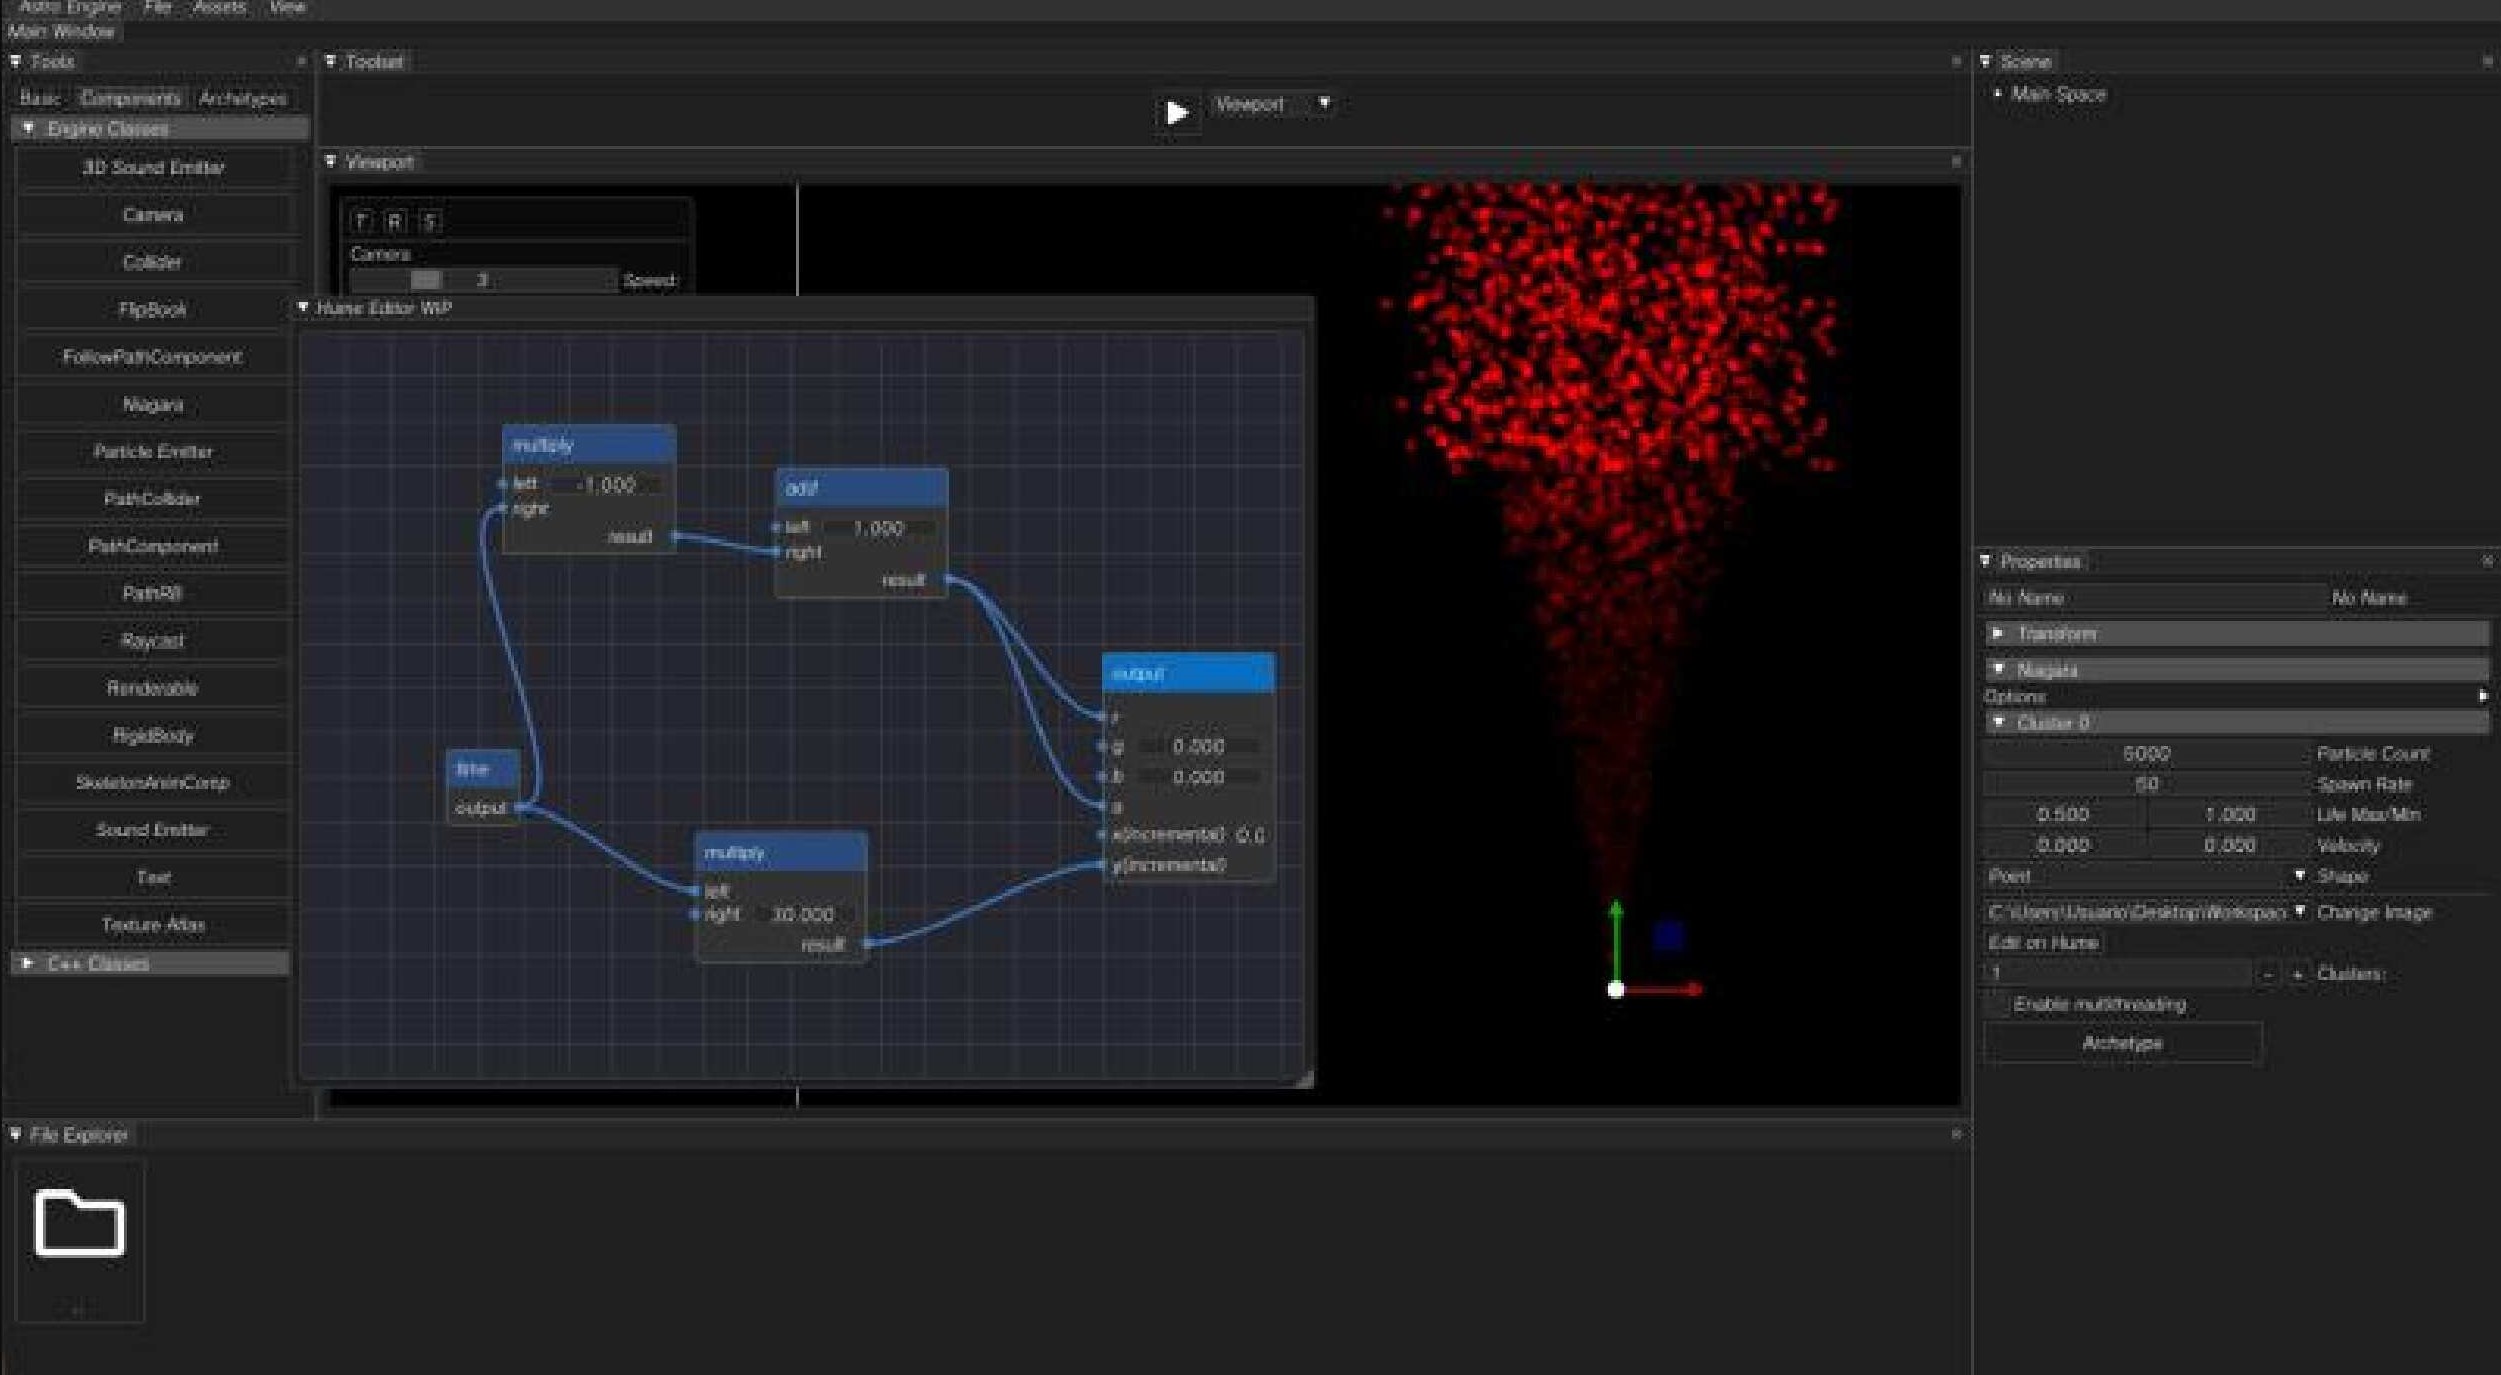 Astro Engine File Assets View
Main Window
Tools
Basic Components Archetypes
Engine Classes
3D Sound Emitter
Camera
Collider
FlipBook
FollowPathComponent
Niagara
Particle Emitter
PathCollider
PathComponent
PathRB
Raycast
Renderable
RigidBody
SkeletonAnimComp
Sound Emitter
Text
Texture Atlas
C++ Classes
Toolset
Viewport
Viewport
T R S
Camera
3 Speed
Hume Editor WIP
multiply
left -1.000
right
result
add
left 1.000
right
result
time
output
multiply
left
right 30.000
result
output
r
g 0.000
b 0.000
a
x(incremental) 0.0
y(incremental)
Scene
Main Space
Properties
No Name No Name
Transform
Niagara
Options
Cluster 0
Particle Count
50 Spawn Rate
0.500 1.000 Life Max/Min
0.000 0.000 Velocity
Point Shape
C:\Users\Usuario\Desktop\Workspac Change Image
Edit on Hume
1 - + Clusters:
Enable multithreading
Archetype
File Explorer